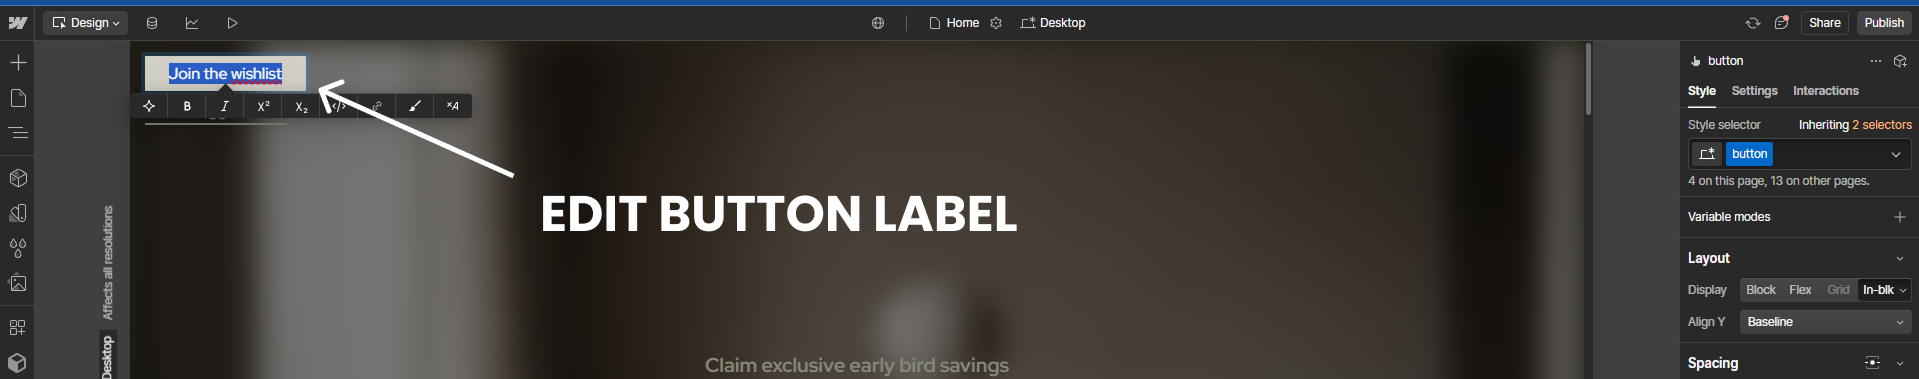 Design
Home
Desktop
Share
Publish
Join the wishlist
B I X² X₂ </>
EDIT BUTTON LABEL
Affects all resolutions
Desktop
Claim exclusive early bird savings
button
Style Settings Interactions
Style selector Inheriting 2 selectors
button
4 on this page, 13 on other pages.
Variable modes
Layout
Display Block Flex Grid In-blk
Align Y Baseline
Spacing